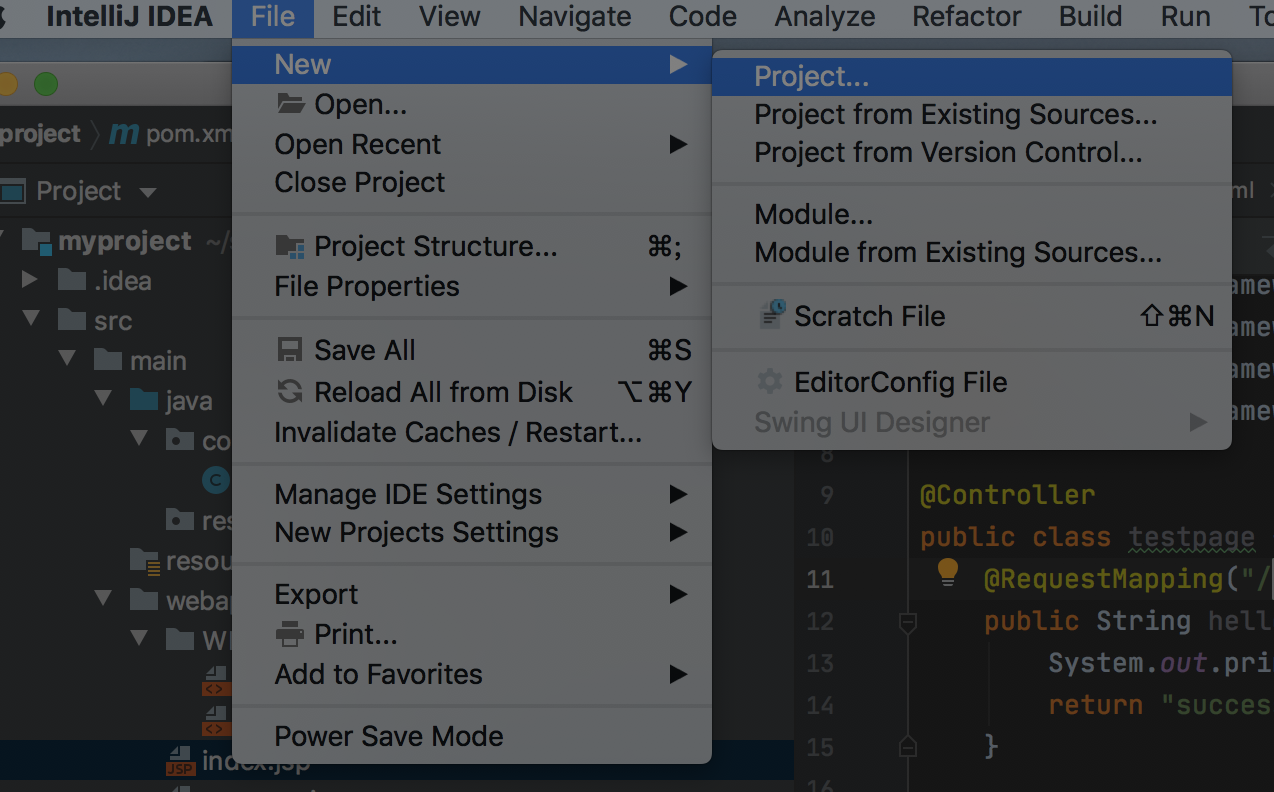 IntelliJ IDEA File Edit View Navigate Code Analyze Refactor Build Run
New
Open...
Open Recent
Close Project
Project Structure... ⌘;
File Properties
Save All ⌘S
Reload All from Disk ⌥⌘Y
Invalidate Caches / Restart...
Manage IDE Settings
New Projects Settings
Export
Print...
Add to Favorites
Power Save Mode
Project...
Project from Existing Sources...
Project from Version Control...
Module...
Module from Existing Sources...
Scratch File ⇧⌘N
EditorConfig File
Swing UI Designer
project m pom.xm
Project
myproject ~/
.idea
src
main
java
co
C
res
resou
webap
WI
index.jsp
ml
amew
amew
amew
amew
8
9 @Controller
10 public class testpage
11 @RequestMapping("/
12 public String hell
13 System.out.pri
14 return "succes
15 }
16